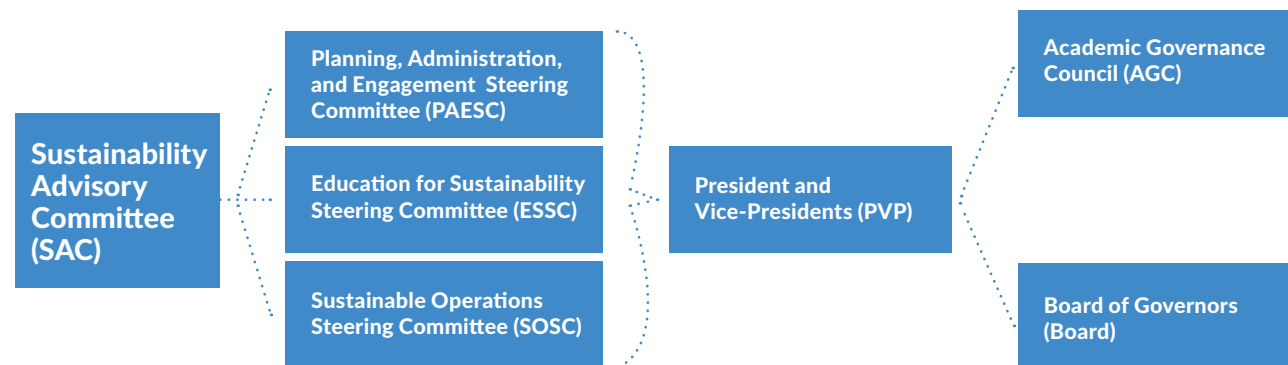 Sustainability
Advisory
Committee
(SAC)
Planning, Administration,
and Engagement Steering
Committee (PAESC)
Education for Sustainability
Steering Committee (ESSC)
Sustainable Operations
Steering Committee (SOSC)
President and
Vice-Presidents (PVP)
Academic Governance
Council (AGC)
Board of Governors
(Board)